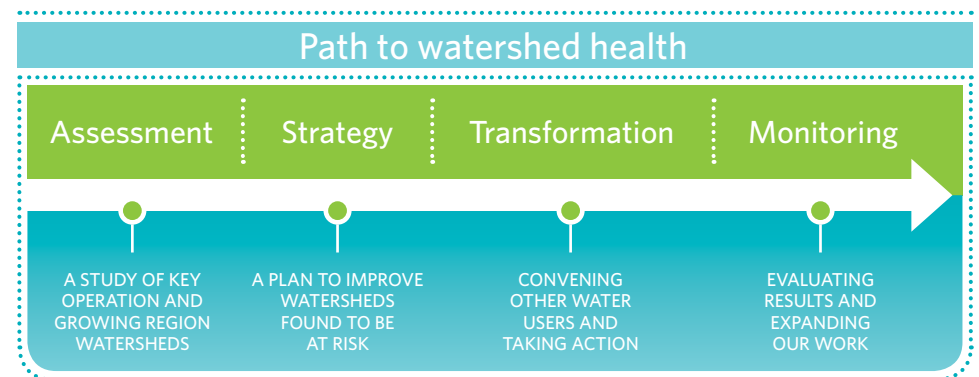 Path to watershed health
Assessment
Strategy
Transformation
Monitoring
A STUDY OF KEY
OPERATION AND
GROWING REGION
WATERSHEDS
A PLAN TO IMPROVE
WATERSHEDS
FOUND TO BE
AT RISK
CONVENING
OTHER WATER
USERS AND
TAKING ACTION
EVALUATING
RESULTS AND
EXPANDING
OUR WORK